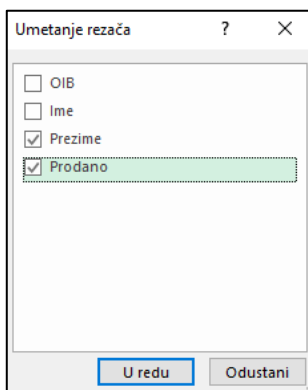 Umetanje rezača ?
OIB
Ime
Prezime
Prodano
U redu Odustani